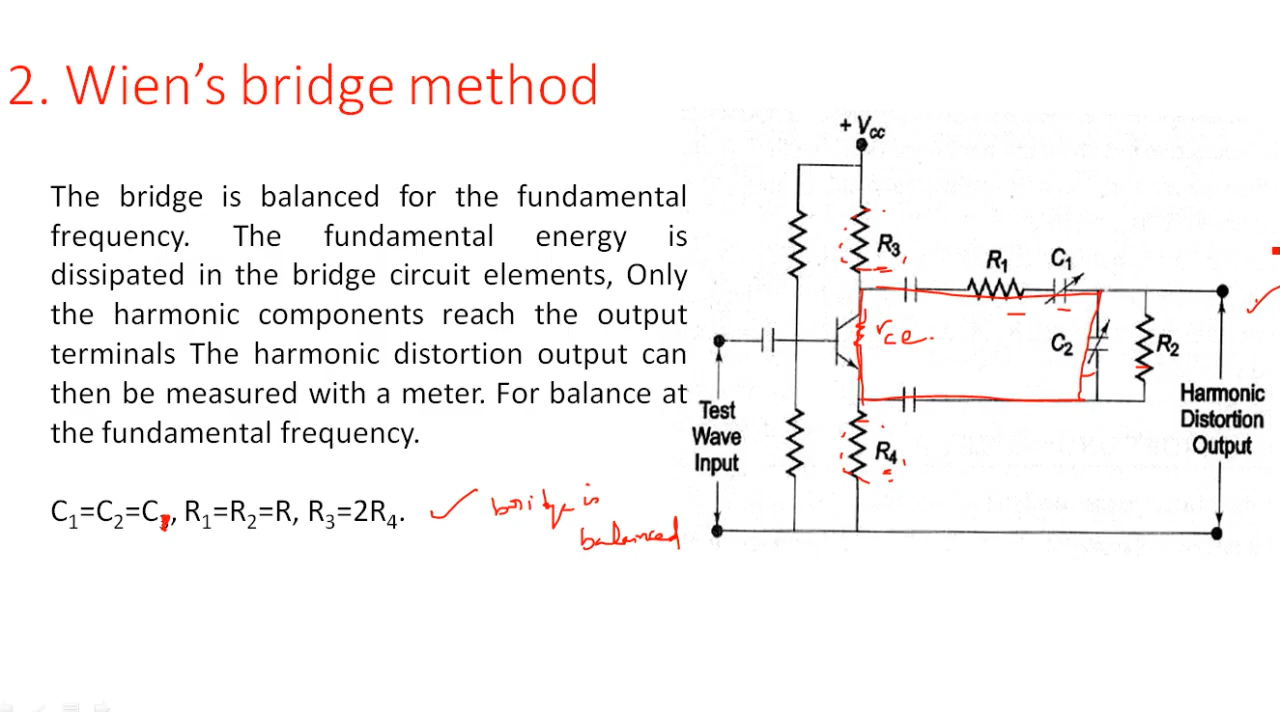 2. Wien's bridge method
The bridge is balanced for the fundamental
frequency. The fundamental energy is
dissipated in the bridge circuit elements, Only
the harmonic components reach the output
terminals The harmonic distortion output can
then be measured with a meter. For balance at
the fundamental frequency.
C₁=C₂=C, R₁=R₂=R, R₃=2R₄.
bridge is
balanced
+ Vcc
R₃
R₁
C₁
rce.
C₂
R₂
R₄
Test
Wave
Input
Harmonic
Distortion
Output